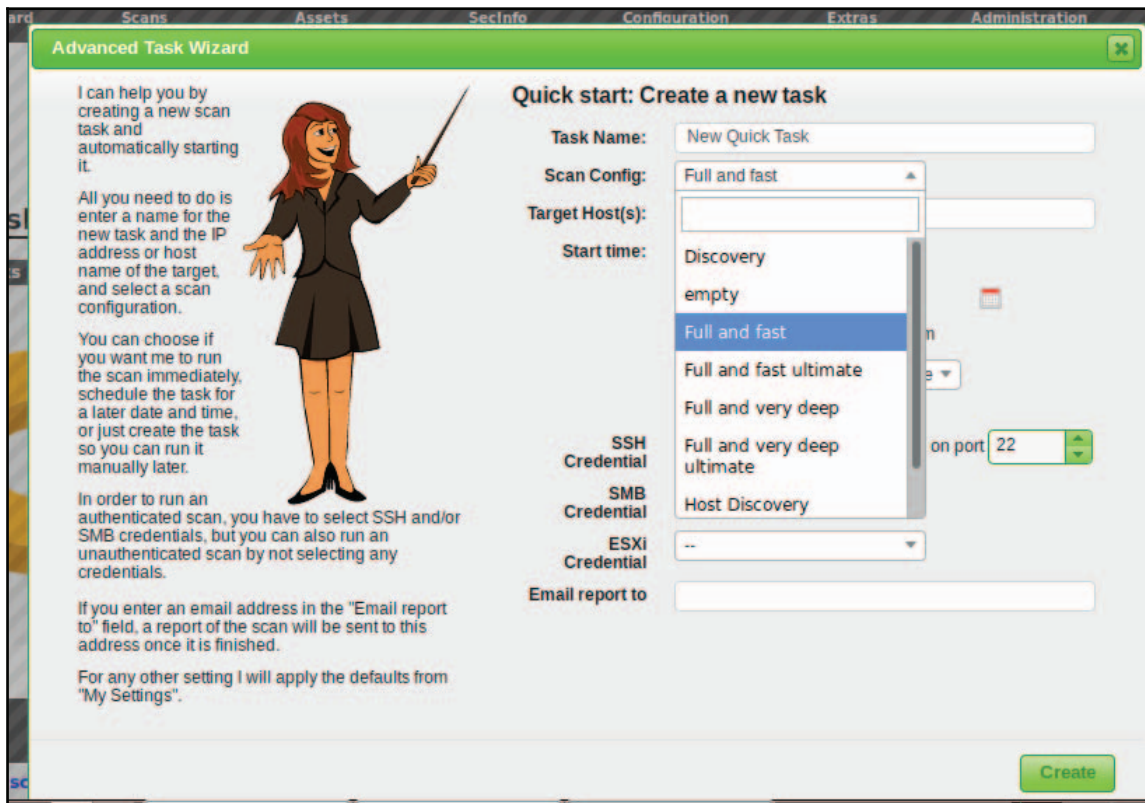 Scans Assets SecInfo Configuration Extras Administration
Advanced Task Wizard
I can help you by
creating a new scan
task and
automatically starting
it.
All you need to do is
enter a name for the
new task and the IP
address or host
name of the target,
and select a scan
configuration.
You can choose if
you want me to run
the scan immediately,
schedule the task for
a later date and time,
or just create the task
so you can run it
manually later.
In order to run an
authenticated scan, you have to select SSH and/or
SMB credentials, but you can also run an
unauthenticated scan by not selecting any
credentials.
If you enter an email address in the "Email report
to" field, a report of the scan will be sent to this
address once it is finished.
For any other setting I will apply the defaults from
"My Settings".
Quick start: Create a new task
Task Name: New Quick Task
Scan Config: Full and fast
Target Host(s):
Start time:
Discovery
empty
Full and fast
Full and fast ultimate
Full and very deep
Full and very deep
ultimate
Host Discovery
SSH
Credential
on port 22
SMB
Credential
ESXi
Credential
--
Email report to
Create